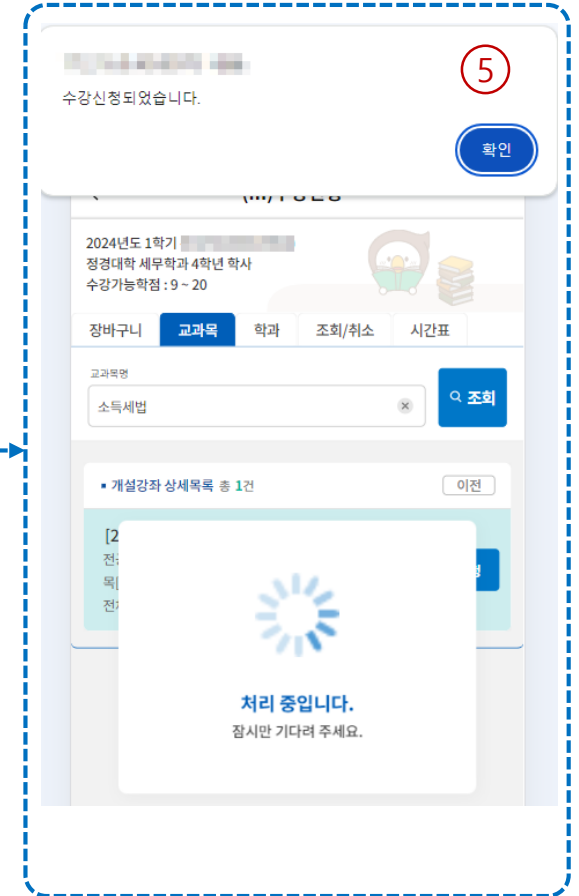 5
수강신청되었습니다.
확인
2024년도 1학기
정경대학 세무학과 4학년 학사
수강가능학점 : 9 ~ 20
장바구니 교과목 학과 조회/취소 시간표
교과목명
소득세법
조회
개설강좌 상세목록 총 1건
이전
[2
처리 중입니다.
잠시만 기다려 주세요.